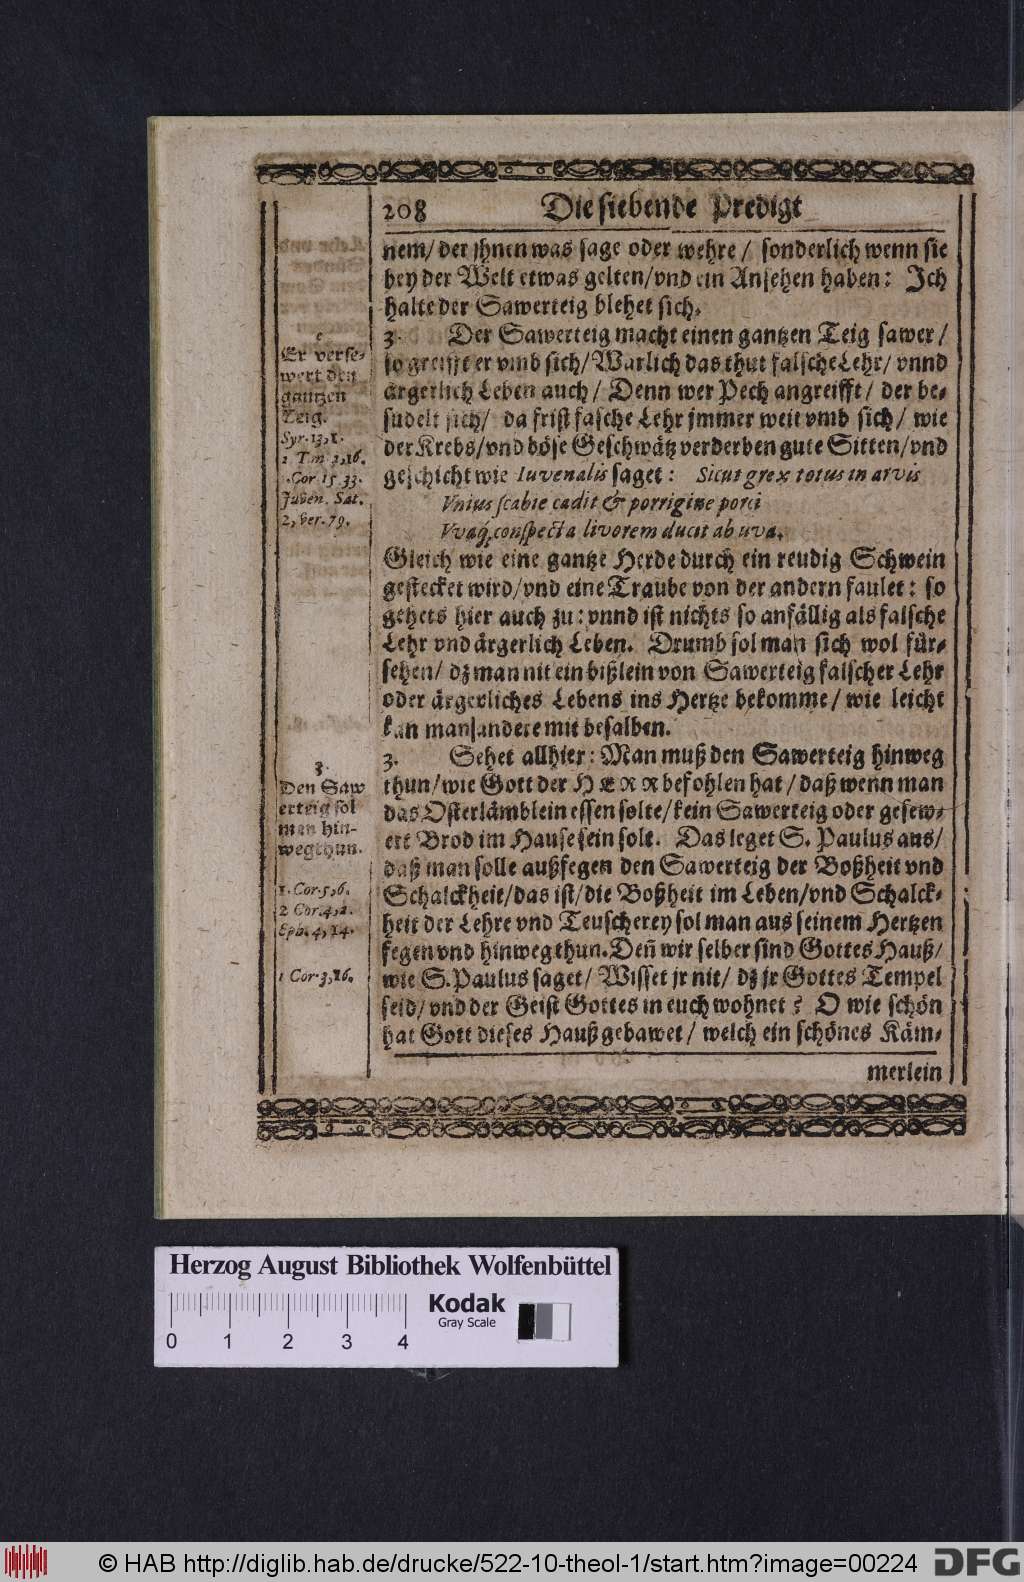 208 Die siebende Predigt
nem/ der jhnen was sage oder wehre / sonderlich wenn sie
bey der Welt etwas gelten/ vnd ein Ansehen haben: Ich
halte der Sawerteig blehet sich.
3. Der Sawerteig macht einen gantzen Teig sawer /
so greifft er vmb sich/ Warlich das thut falsche Lehr/ vnnd
ärgerlich Leben auch / Denn wer Pech angreifft / der be-
sudelt sich/ da frist fasche Lehr jmmer weit vmb sich / wie
der Krebs/ vnd böse Geschwätz verderben gute Sitten/ vnd
geschicht wie Iuvenalis saget: Sicut grex totus in arvis
Vnius scabie cadit & porrigine porci
Vvaq́; conspecta livorem ducit ab uva.
Gleich wie eine gantze Herde durch ein reudig Schwein
gestecket wird/ vnd eine Traube von der andern faulet: so
gehets hier auch zu: vnnd ist nichts so anfällig als falsche
Lehr vnd ärgerlich Leben. Drumb sol man sich wol für-
sehen/ dz man nit ein bißlein von Sawerteig falscher Lehr
oder ärgerliches Lebens ins Hertze bekomme / wie leicht
kan man andere mit besalben.
3. Sehet allhier: Man muß den Sawerteig hinweg
thun/ wie Gott der HERR befohlen hat / daß wenn man
das Osterlämblein essen solte/ kein Sawerteig oder gesew-
ert Brod im Hause sein solt. Das leget S. Paulus aus/
daß man solle außfegen den Sawerteig der Boßheit vnd
Schalckheit/ das ist/ die Boßheit im Leben/ vnd Schalck-
heit der Lehre vnd Teuscherey sol man aus seinem Hertzen
fegen vnd hinweg thun. Deñ wir selber sind Gottes Hauß/
wie S. Paulus saget/ Wisset jr nit/ dz jr Gottes Tempel
seid/ vnd der Geist Gottes in euch wohnet? O wie schön
hat Gott dieses Hauß gebawet / welch ein schönes Käm-
merlein
Er verse-
wert den
gantzen
Teig.
Syr. 13, 1.
2 Tim 2, 16.
1 Cor 15 33.
Juven. Sat.
2, ver. 79.
3.
Den Saw
erteig sol
man hin-
wegthun.
1. Cor. 5, 6.
2 Cor. 4, 2.
Eph. 4, 14.
1 Cor. 3, 16.
Herzog August Bibliothek Wolfenbüttel
Kodak
Gray Scale
0 1 2 3 4
© HAB http://diglib.hab.de/drucke/522-10-theol-1/start.htm?image=00224
DFG